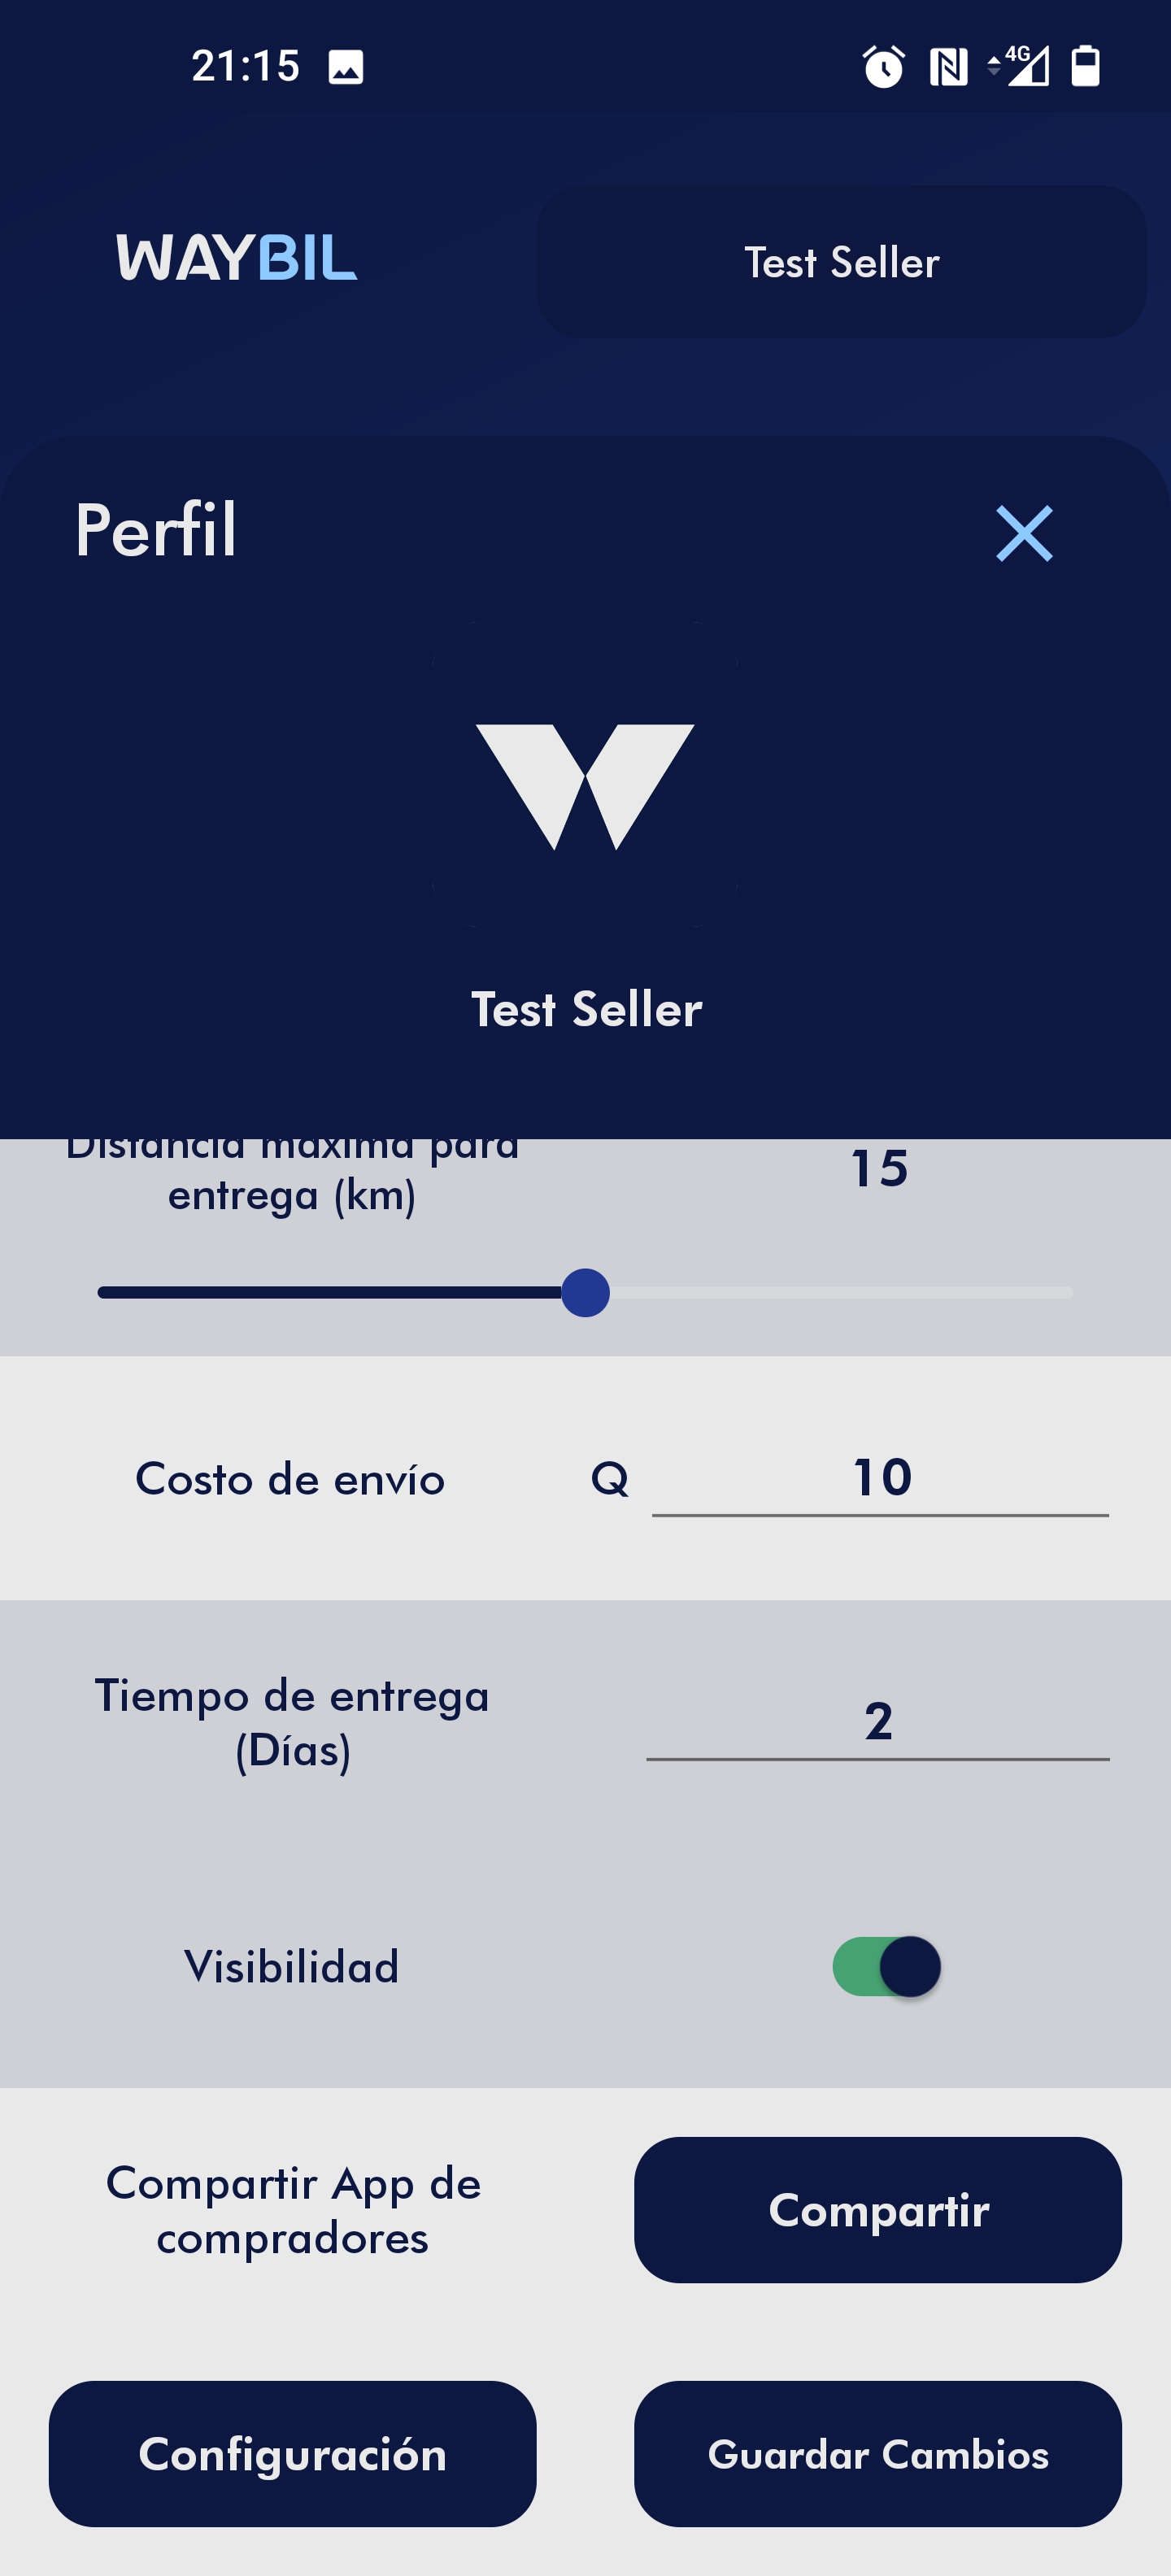 21:15
4G
WAYBIL
Test Seller
Perfil
Test Seller
Distancia máxima para
entrega (km)
15
Costo de envío
Q
10
Tiempo de entrega
(Días)
2
Visibilidad
Compartir App de
compradores
Compartir
Configuración
Guardar Cambios